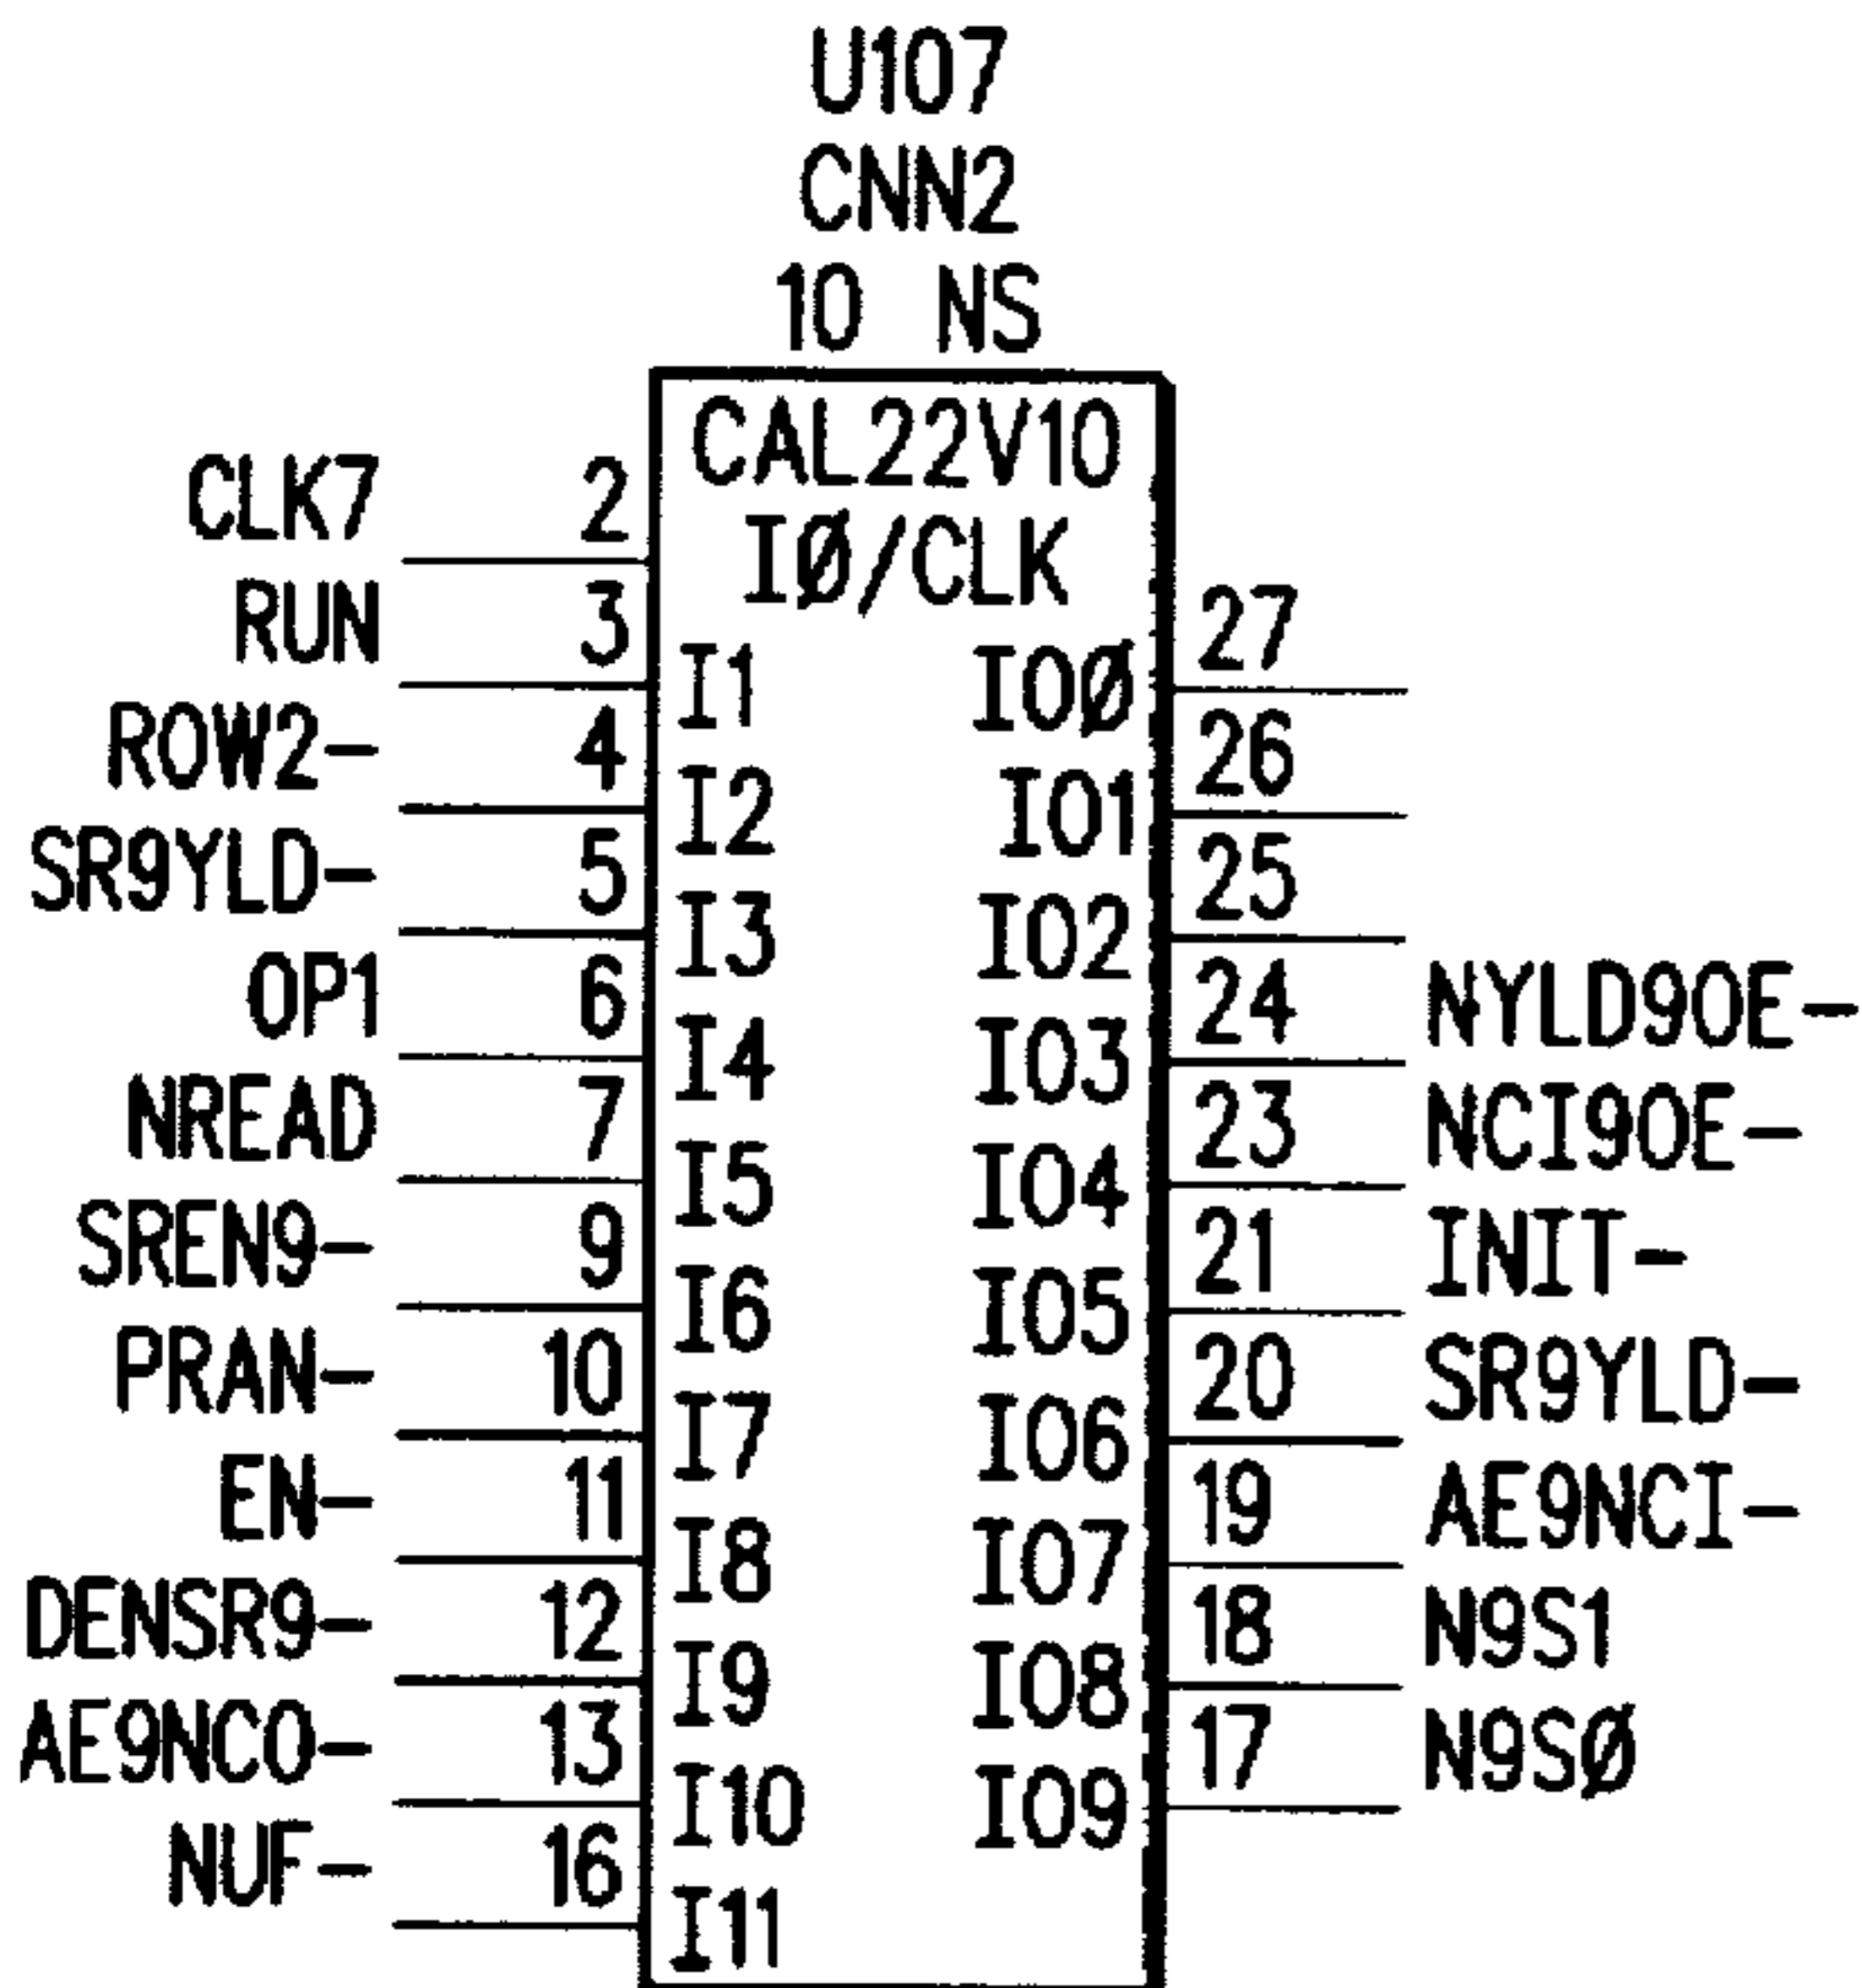 U107
CNN2
10 NS
CAL22V10
CLK7 2 IØ/CLK
RUN 3 I1 IOØ 27
ROW2- 4 I2 IO1 26
SR9YLD- 5 I3 IO2 25
OP1 6 I4 IO3 24 NYLD9OE-
NREAD 7 I5 IO4 23 NCI9OE-
SREN9- 9 I6 IO5 21 INIT-
PRAN- 10 I7 IO6 20 SR9YLD-
EN- 11 I8 IO7 19 AE9NCI-
DENSR9- 12 I9 IO8 18 N9S1
AE9NCO- 13 I10 IO9 17 N9SØ
NUF- 16 I11